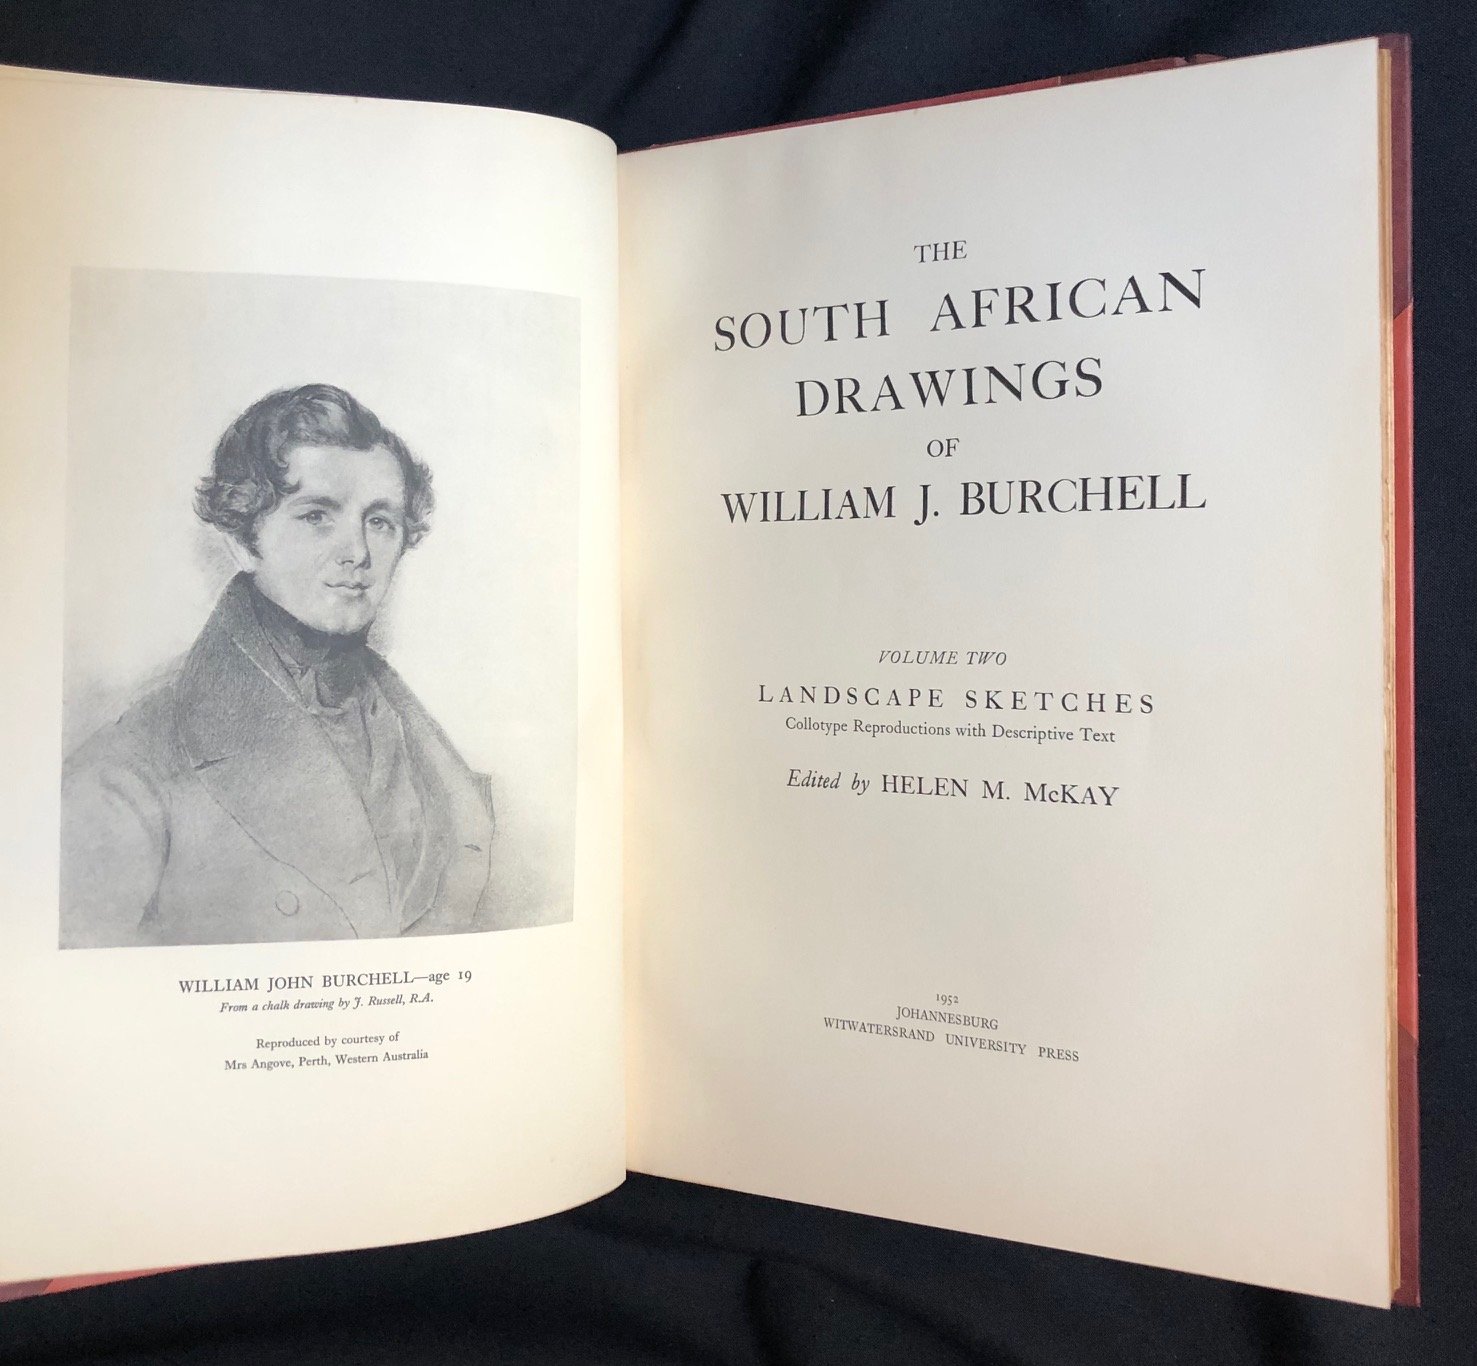 WILLIAM JOHN BURCHELL—age 19
From a chalk drawing by J. Russell, R.A.
Reproduced by courtesy of
Mrs Angove, Perth, Western Australia
THE
SOUTH AFRICAN
DRAWINGS
OF
WILLIAM J. BURCHELL
VOLUME TWO
LANDSCAPE SKETCHES
Collotype Reproductions with Descriptive Text
Edited by HELEN M. McKAY
1952
JOHANNESBURG
WITWATERSRAND UNIVERSITY PRESS